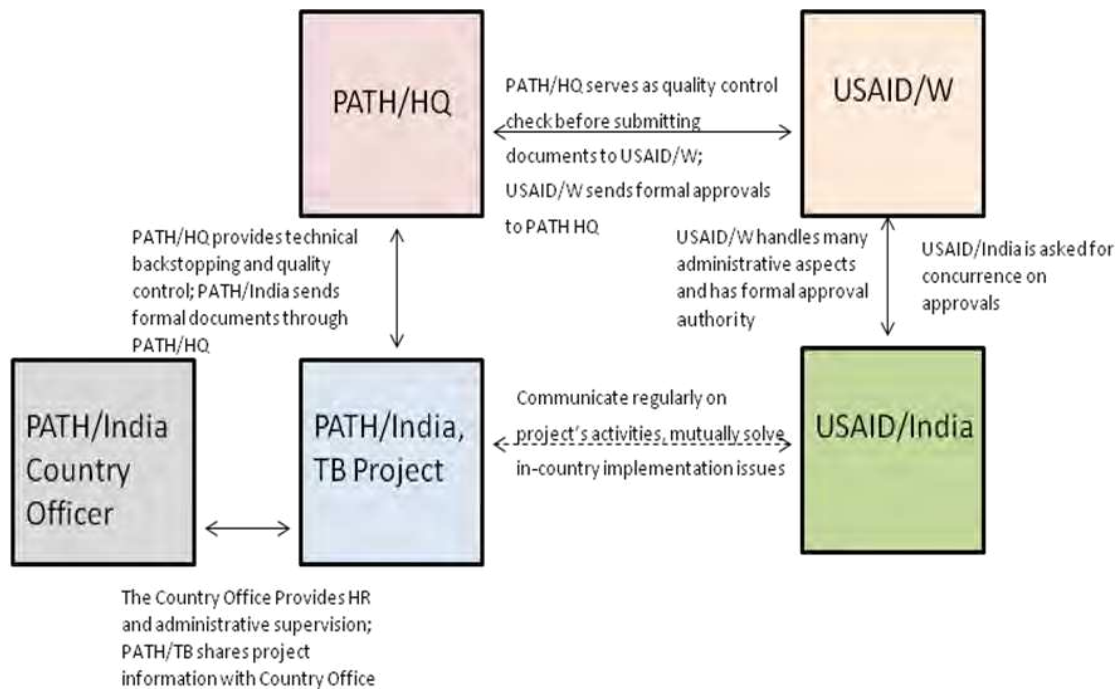 PATH/HQ
PATH/HQ serves as quality control
check before submitting
documents to USAID/W;
USAID/W sends formal approvals
to PATH HQ
USAID/W
PATH/HQ provides technical
backstopping and quality
control; PATH/India sends
formal documents through
PATH/HQ
USAID/W handles many
administrative aspects
and has formal approval
authority
USAID/India is asked for
concurrence on
approvals
PATH/India
Country
Officer
PATH/India,
TB Project
Communicate regularly on
project's activities, mutually solve
in-country implementation issues
USAID/India
The Country Office Provides HR
and administrative supervision;
PATH/TB shares project
information with Country Office